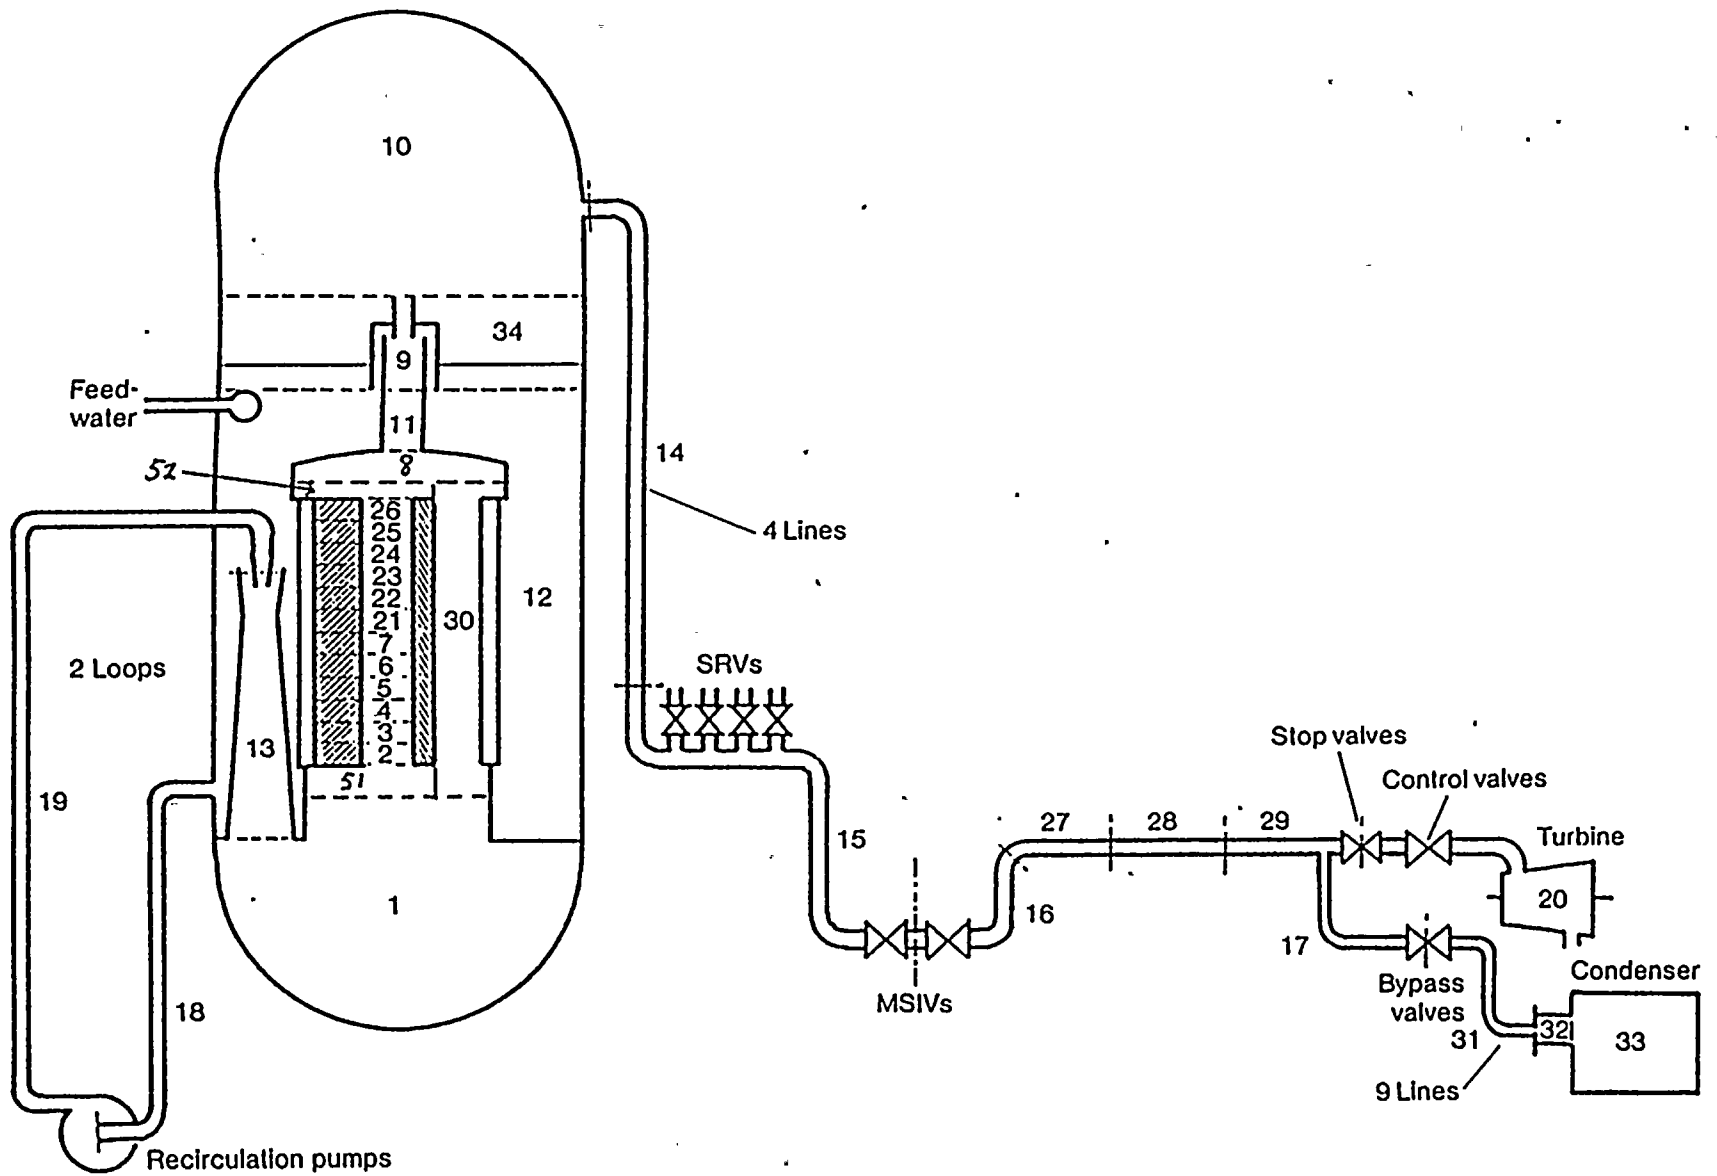 10
34
9
Feed-
water
11
14
8
52
4 Lines
26
25
24
23
22
21
7
6
5
4
3
2
30
12
2 Loops
SRVs
13
51
Stop valves
Control valves
19
27
28
29
Turbine
15
1
20
16
17
18
MSIVs
Bypass
valves
Condenser
31
32
33
9 Lines
Recirculation pumps